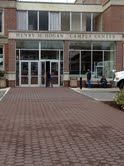 HENRY M. HOGAN CAMPUS CENTER